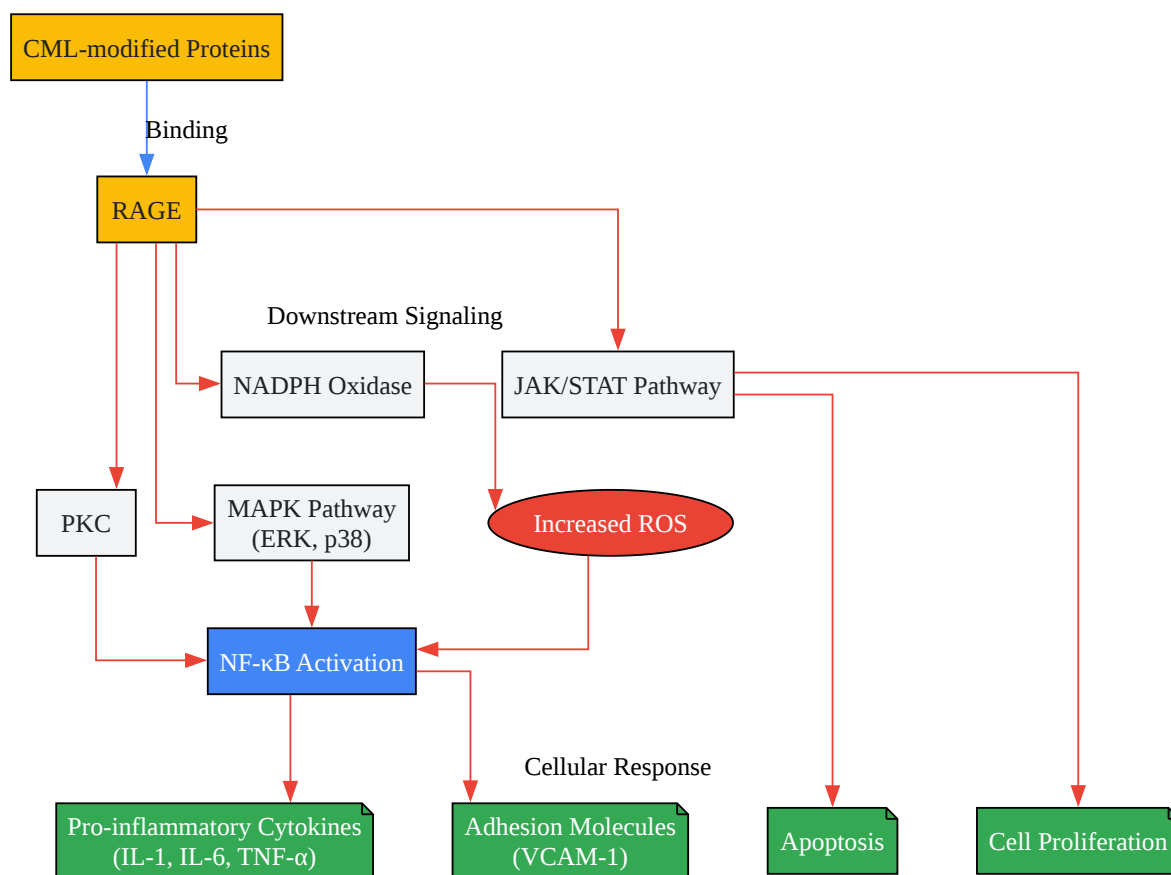 CML-modified Proteins
Binding
RAGE
Downstream Signaling
NADPH Oxidase
JAK/STAT Pathway
PKC
MAPK Pathway
(ERK, p38)
Increased ROS
NF-κB Activation
Cellular Response
Pro-inflammatory Cytokines
(IL-1, IL-6, TNF-α)
Adhesion Molecules
(VCAM-1)
Apoptosis
Cell Proliferation